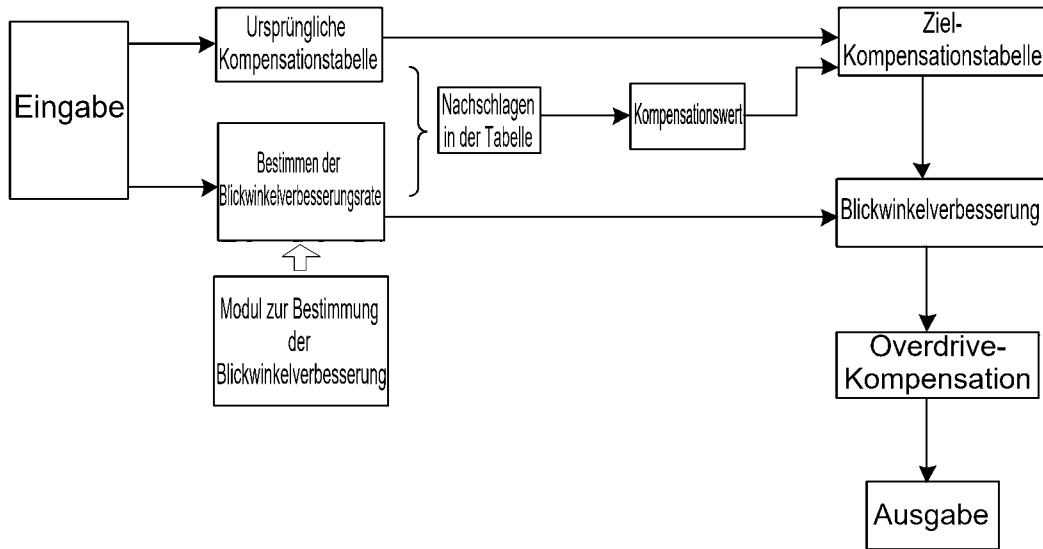 Eingabe
Ursprüngliche
Kompensationstabelle
Bestimmen der
Blickwinkelverbesserungsrate
Modul zur Bestimmung
der
Blickwinkelverbesserung
Nachschlagen
in der Tabelle
Kompensationswert
Ziel-
Kompensationstabelle
Blickwinkelverbesserung
Overdrive-
Kompensation
Ausgabe